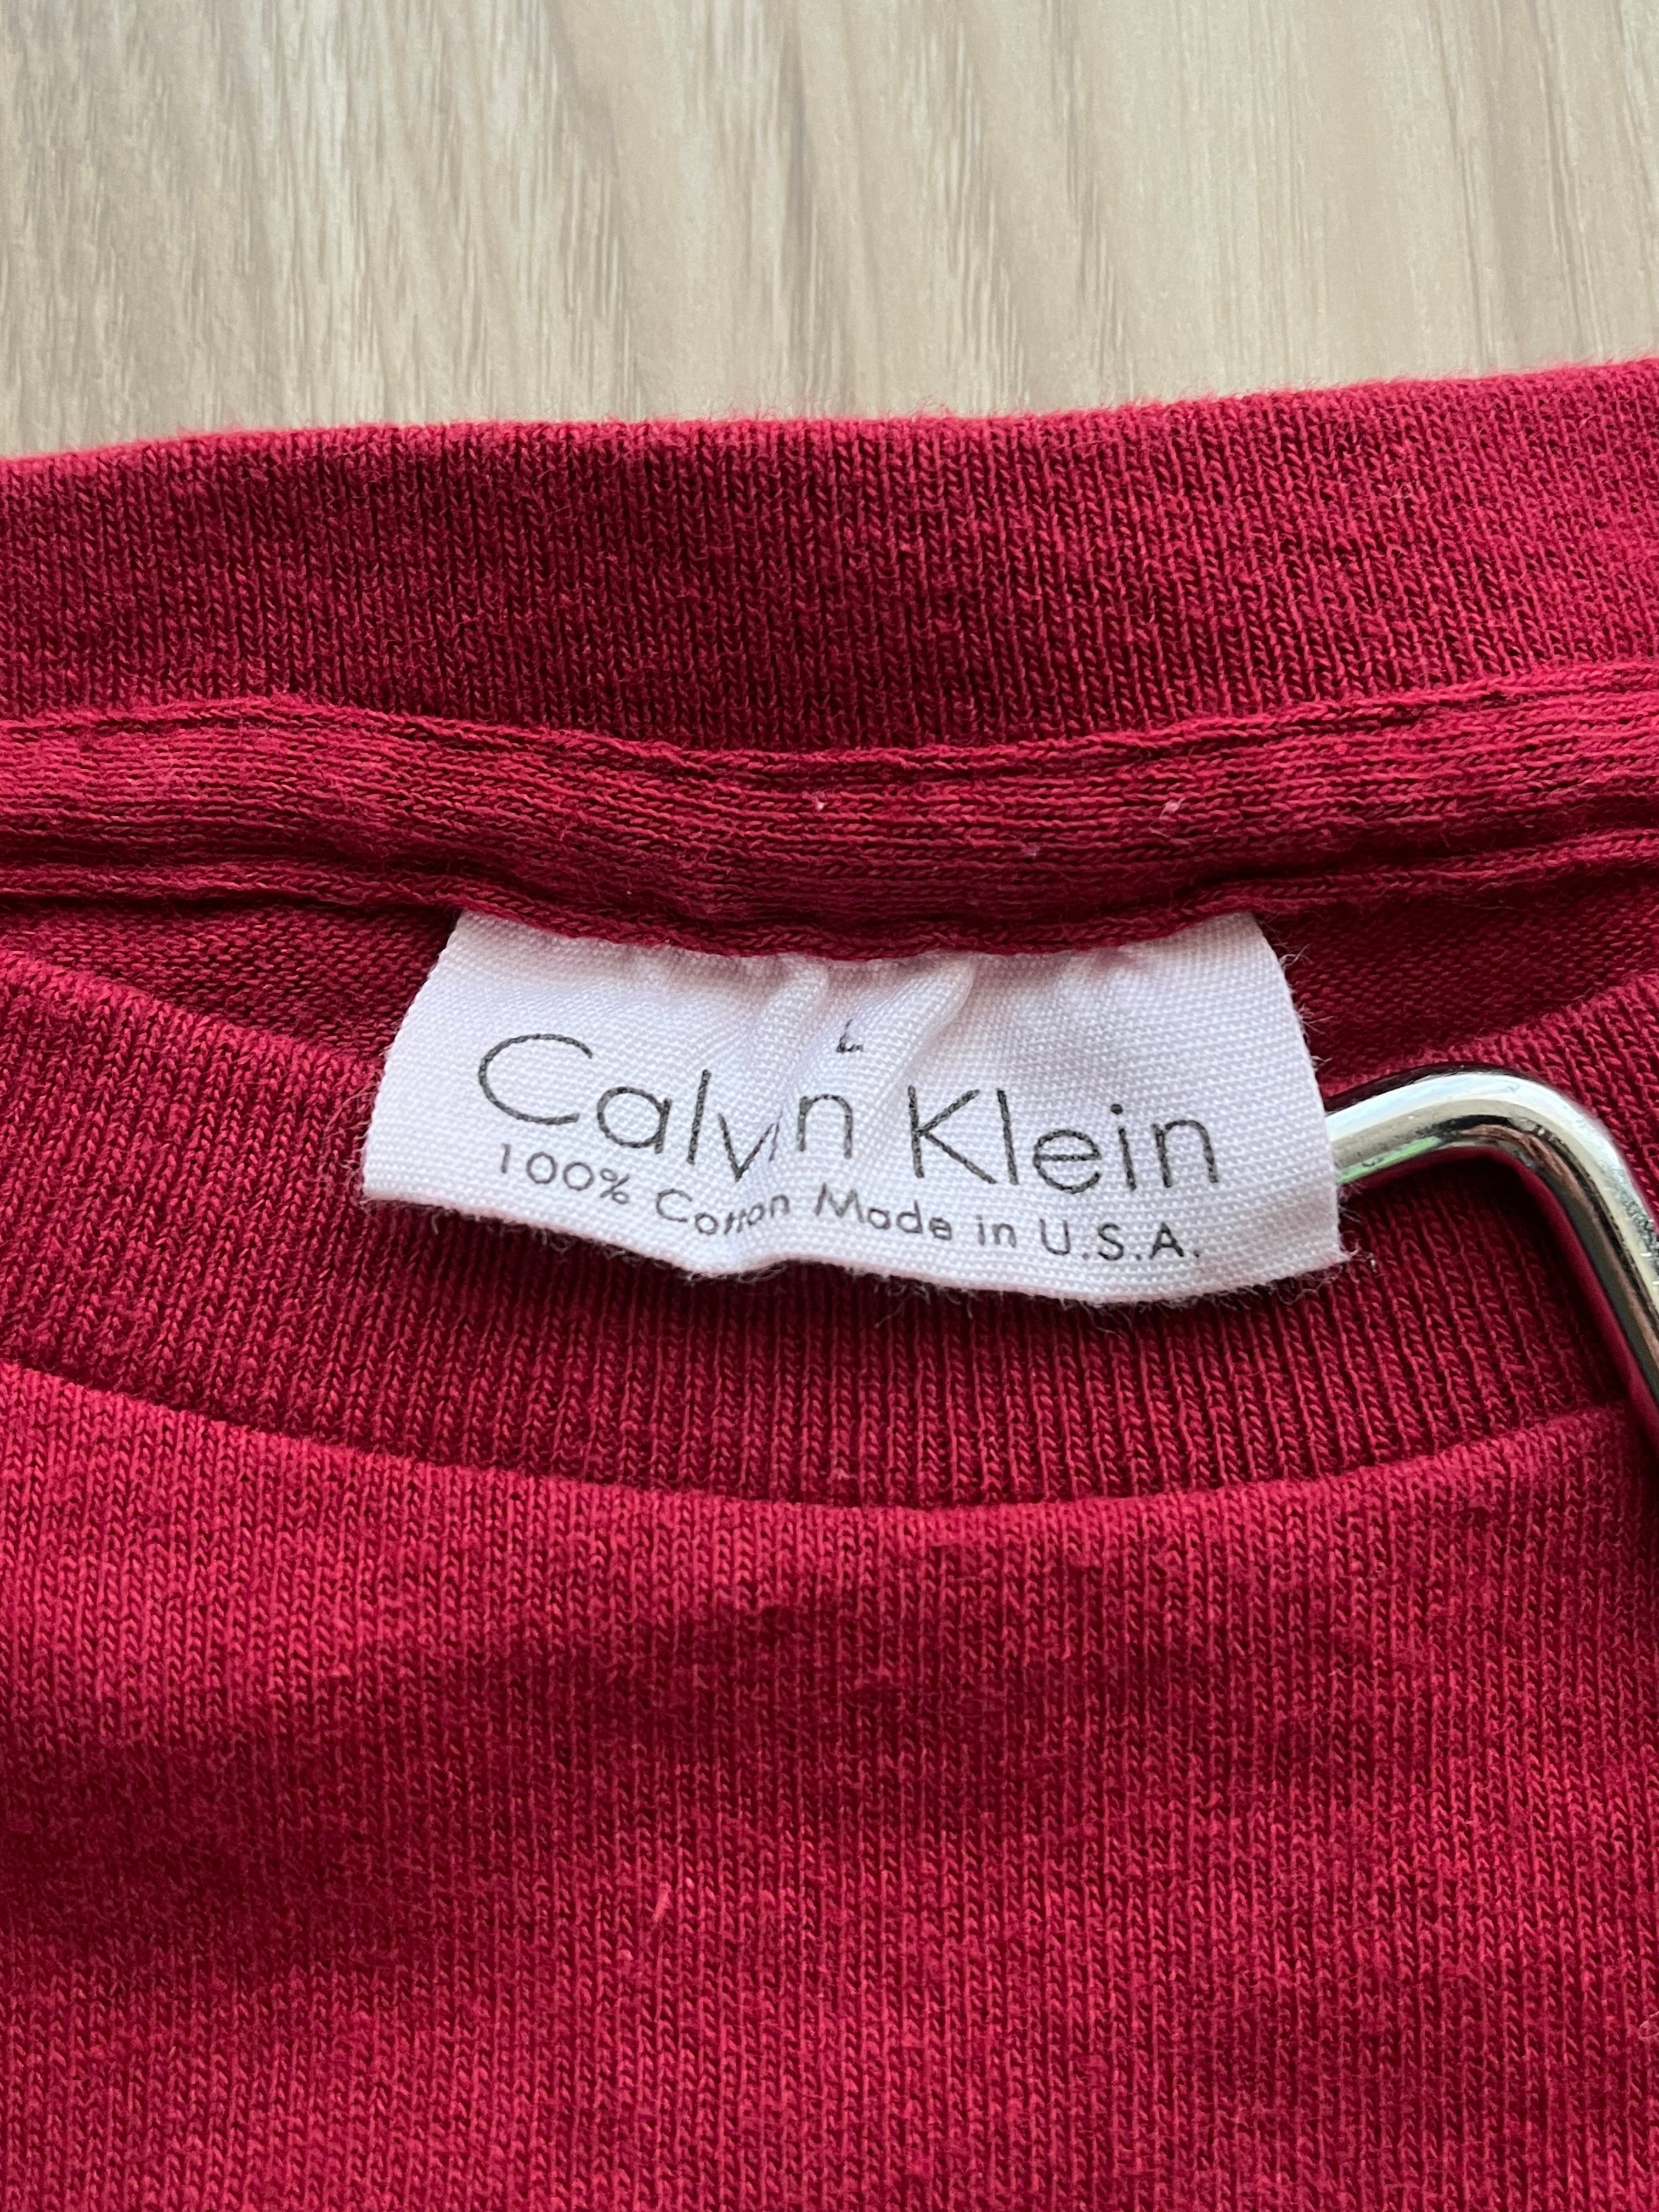 L
Calvin Klein
100% Cotton Made in U.S.A.